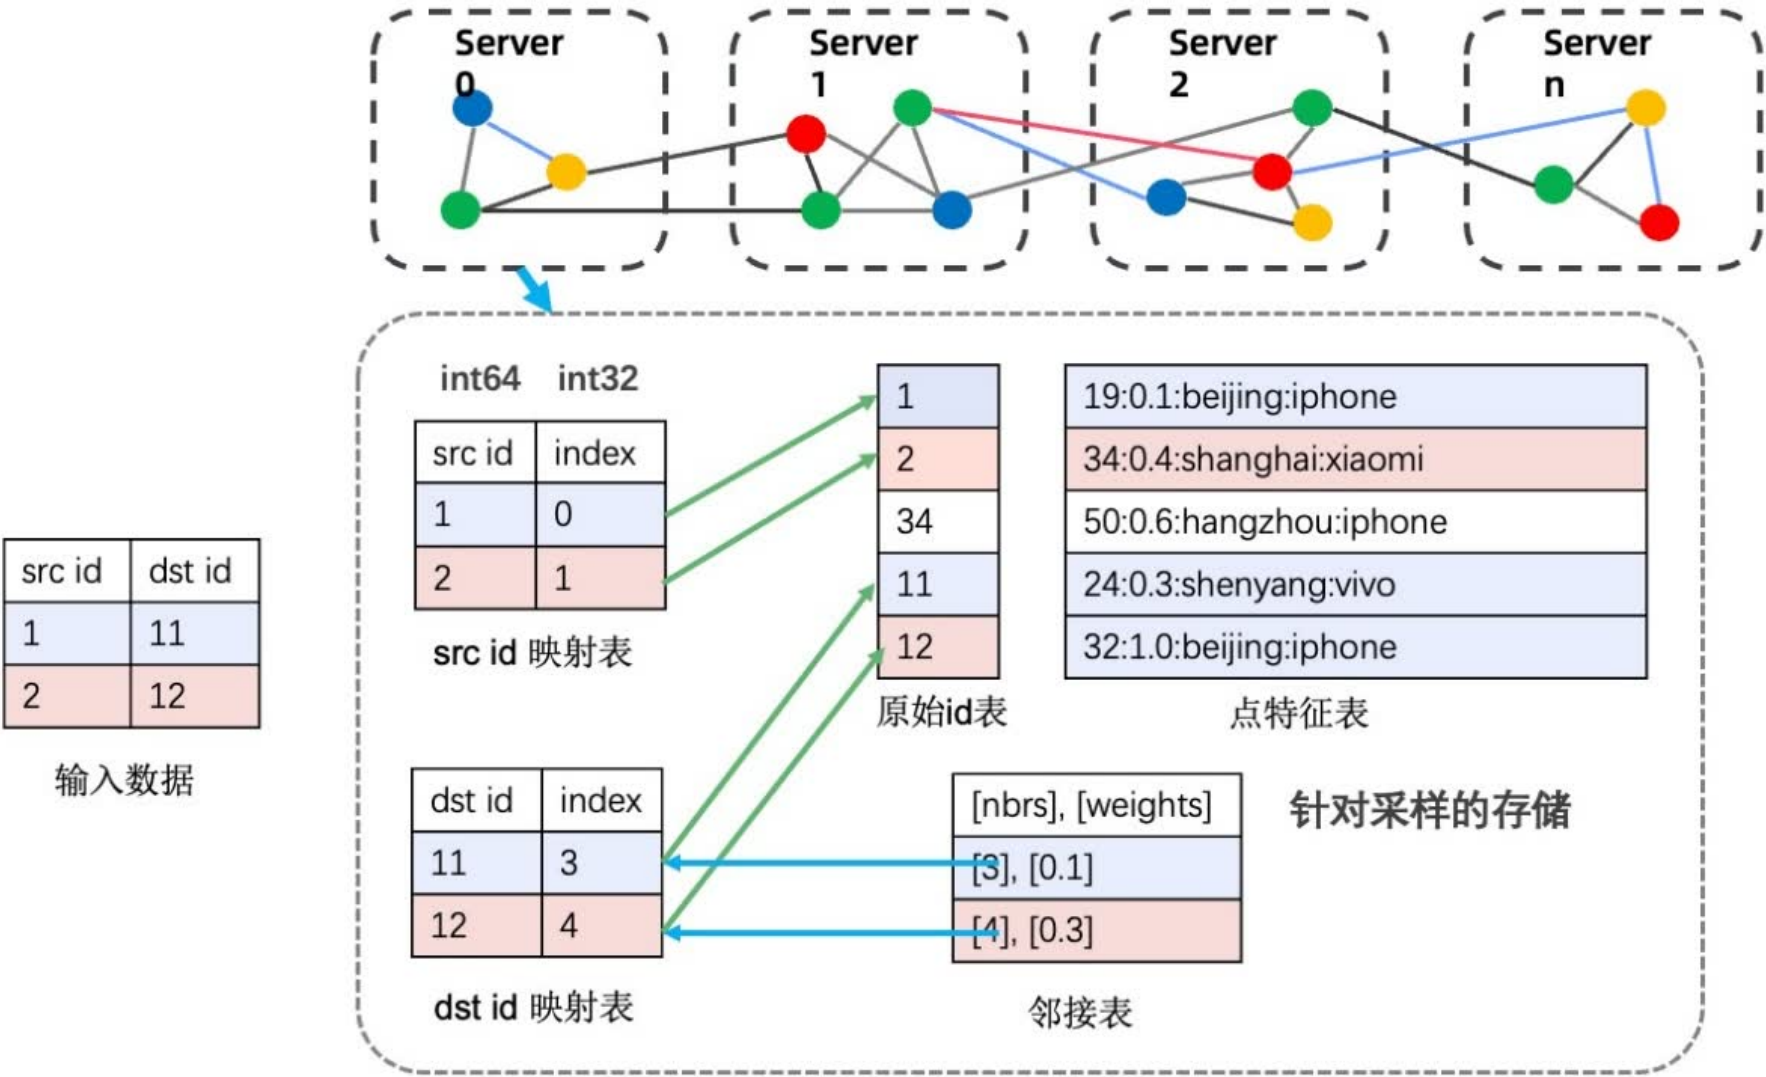 Server
0
Server
1
Server
2
Server
n
int64 int32
src id index
1 0
2 1
src id 映射表
1
2
34
11
12
原始id表
19:0.1:beijing:iphone
34:0.4:shanghai:xiaomi
50:0.6:hangzhou:iphone
24:0.3:shenyang:vivo
32:1.0:beijing:iphone
点特征表
src id dst id
1 11
2 12
输入数据
dst id index
11 3
12 4
dst id 映射表
[nbrs], [weights]
[3], [0.1]
[4], [0.3]
邻接表
针对采样的存储